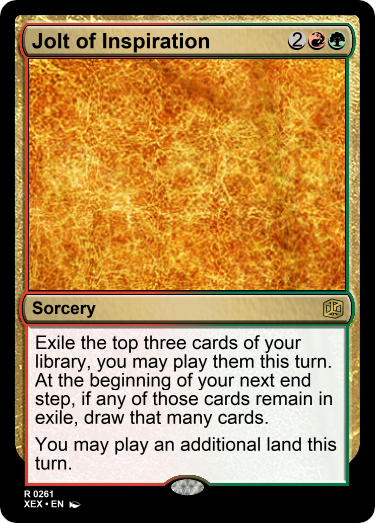 Jolt of Inspiration 2
Sorcery
Exile the top three cards of your
library, you may play them this turn.
At the beginning of your next end
step, if any of those cards remain in
exile, draw that many cards.
You may play an additional land this
turn.
R 0261
XEX • EN